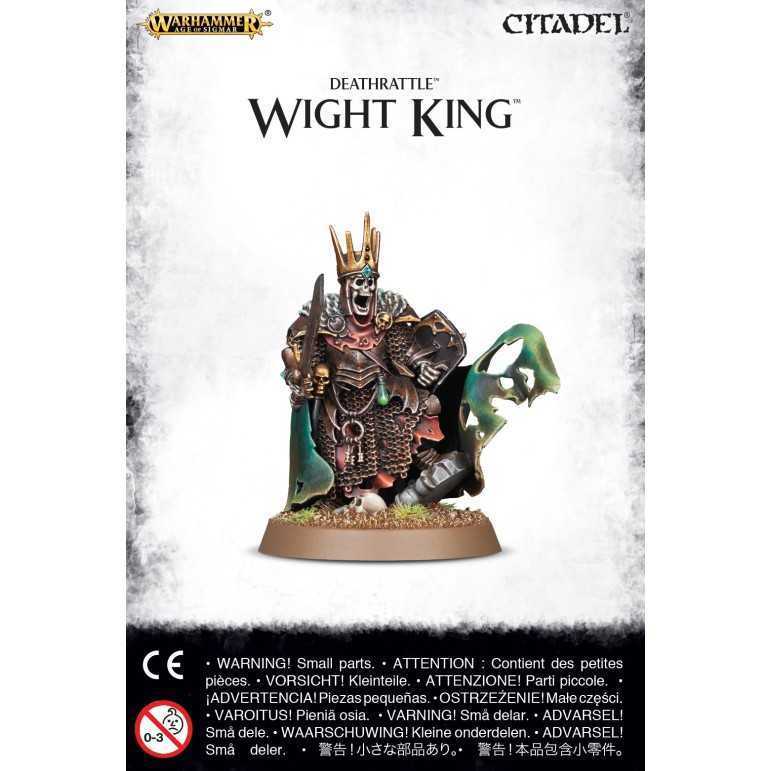 WARHAMMER®
AGE OF SIGMAR
CITADEL®
DEATHRATTLE™
WIGHT KING™
CE
0-3
• WARNING! Small parts. • ATTENTION : Contient des petites
pièces. • VORSICHT! Kleinteile. • ATTENZIONE! Parti piccole. •
¡ADVERTENCIA! Piezas pequeñas. • OSTRZEŻENIE! Małe części.
• VAROITUS! Pieniä osia. • VARNING! Små delar. • ADVARSEL!
Små dele. • WAARSCHUWING! Kleine onderdelen. • ADVARSEL!
Små deler. • 警告！小さな部品あり。• 警告！本品包含小零件。